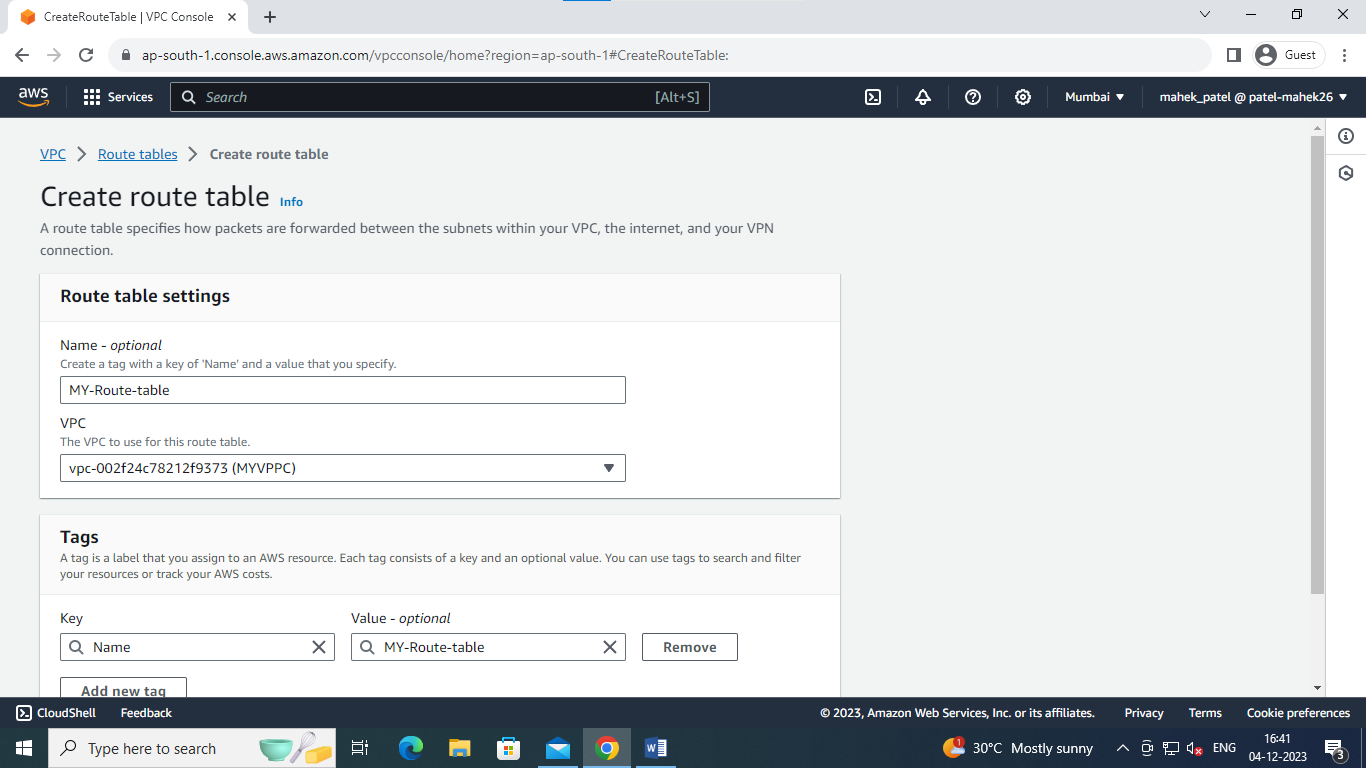 CreateRouteTable | VPC Console
ap-south-1.console.aws.amazon.com/vpcconsole/home?region=ap-south-1#CreateRouteTable:
Guest
aws
Services
Search
[Alt+S]
Mumbai
mahek_patel @ patel-mahek26
VPC
Route tables
Create route table
Create route table
Info
A route table specifies how packets are forwarded between the subnets within your VPC, the internet, and your VPN
connection.
Route table settings
Name - optional
Create a tag with a key of 'Name' and a value that you specify.
MY-Route-table
VPC
The VPC to use for this route table.
vpc-002f24c78212f9373 (MYVPPC)
Tags
A tag is a label that you assign to an AWS resource. Each tag consists of a key and an optional value. You can use tags to search and filter
your resources or track your AWS costs.
Key
Value - optional
Name
MY-Route-table
Remove
Add new tag
CloudShell
Feedback
© 2023, Amazon Web Services, Inc. or its affiliates.
Privacy
Terms
Cookie preferences
Type here to search
1
30°C Mostly sunny
ENG
16:41
04-12-2023
3